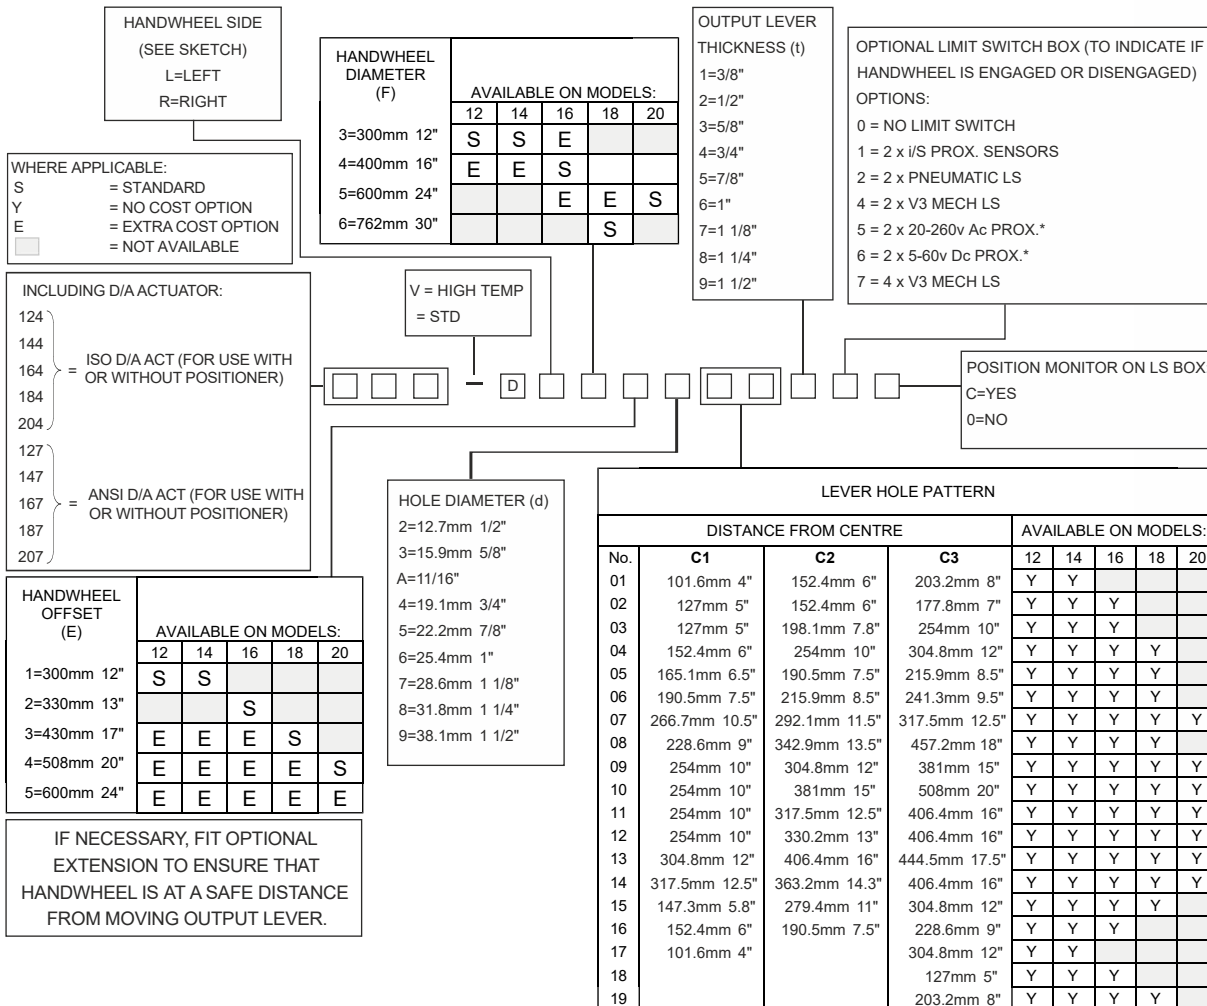 HANDWHEEL SIDE
(SEE SKETCH)
L=LEFT
R=RIGHT
HANDWHEEL
DIAMETER
(F)
AVAILABLE ON MODELS:
12 14 16 18 20
3=300mm 12" S S E
4=400mm 16" E E S
5=600mm 24" E E S
6=762mm 30" S
OUTPUT LEVER
THICKNESS (t)
1=3/8"
2=1/2"
3=5/8"
4=3/4"
5=7/8"
6=1"
7=1 1/8"
8=1 1/4"
9=1 1/2"
OPTIONAL LIMIT SWITCH BOX (TO INDICATE IF
HANDWHEEL IS ENGAGED OR DISENGAGED)
OPTIONS:
0 = NO LIMIT SWITCH
1 = 2 x i/S PROX. SENSORS
2 = 2 x PNEUMATIC LS
4 = 2 x V3 MECH LS
5 = 2 x 20-260v Ac PROX.*
6 = 2 x 5-60v Dc PROX.*
7 = 4 x V3 MECH LS
WHERE APPLICABLE:
S = STANDARD
Y = NO COST OPTION
E = EXTRA COST OPTION
= NOT AVAILABLE
INCLUDING D/A ACTUATOR:
124
144
164
184
204
= ISO D/A ACT (FOR USE WITH
OR WITHOUT POSITIONER)
127
147
167
187
207
= ANSI D/A ACT (FOR USE WITH
OR WITHOUT POSITIONER)
V = HIGH TEMP
= STD
– D
POSITION MONITOR ON LS BOX
C=YES
0=NO
HOLE DIAMETER (d)
2=12.7mm 1/2"
3=15.9mm 5/8"
A=11/16"
4=19.1mm 3/4"
5=22.2mm 7/8"
6=25.4mm 1"
7=28.6mm 1 1/8"
8=31.8mm 1 1/4"
9=38.1mm 1 1/2"
HANDWHEEL
OFFSET
(E)
AVAILABLE ON MODELS:
12 14 16 18 20
1=300mm 12" S S
2=330mm 13" S
3=430mm 17" E E E S
4=508mm 20" E E E E S
5=600mm 24" E E E E E
IF NECESSARY, FIT OPTIONAL
EXTENSION TO ENSURE THAT
HANDWHEEL IS AT A SAFE DISTANCE
FROM MOVING OUTPUT LEVER.
LEVER HOLE PATTERN
DISTANCE FROM CENTRE AVAILABLE ON MODELS:
No. C1 C2 C3 12 14 16 18 20
01 101.6mm 4" 152.4mm 6" 203.2mm 8" Y Y
02 127mm 5" 152.4mm 6" 177.8mm 7" Y Y Y
03 127mm 5" 198.1mm 7.8" 254mm 10" Y Y Y
04 152.4mm 6" 254mm 10" 304.8mm 12" Y Y Y Y
05 165.1mm 6.5" 190.5mm 7.5" 215.9mm 8.5" Y Y Y Y
06 190.5mm 7.5" 215.9mm 8.5" 241.3mm 9.5" Y Y Y Y
07 266.7mm 10.5" 292.1mm 11.5" 317.5mm 12.5" Y Y Y Y Y
08 228.6mm 9" 342.9mm 13.5" 457.2mm 18" Y Y Y Y
09 254mm 10" 304.8mm 12" 381mm 15" Y Y Y Y Y
10 254mm 10" 381mm 15" 508mm 20" Y Y Y Y Y
11 254mm 10" 317.5mm 12.5" 406.4mm 16" Y Y Y Y Y
12 254mm 10" 330.2mm 13" 406.4mm 16" Y Y Y Y Y
13 304.8mm 12" 406.4mm 16" 444.5mm 17.5" Y Y Y Y Y
14 317.5mm 12.5" 363.2mm 14.3" 406.4mm 16" Y Y Y Y Y
15 147.3mm 5.8" 279.4mm 11" 304.8mm 12" Y Y Y Y
16 152.4mm 6" 190.5mm 7.5" 228.6mm 9" Y Y Y
17 101.6mm 4" 304.8mm 12" Y Y
18 127mm 5" Y Y Y
19 203.2mm 8" Y Y Y Y